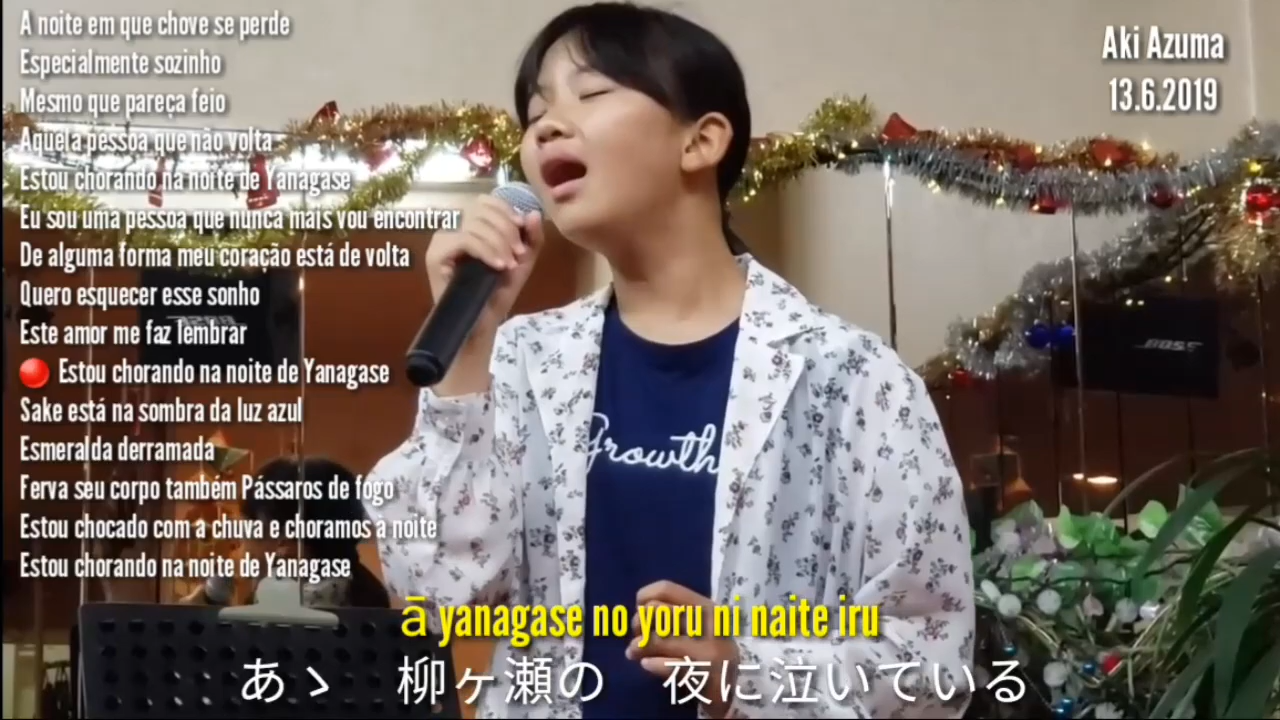 A noite em que chove se perde
Especialmente sozinho
Mesmo que pareça feio
Aquela pessoa que não volta
Estou chorando na noite de Yanagase
Eu sou uma pessoa que nunca mais vou encontrar
De alguma forma meu coração está de volta
Quero esquecer esse sonho
Este amor me faz lembrar
Estou chorando na noite de Yanagase
Sake está na sombra da luz azul
Esmeralda derramada
Ferva seu corpo também Pássaros de fogo
Estou chocado com a chuva e choramos à noite
Estou chorando na noite de Yanagase
Aki Azuma
13.6.2019
BOSE
Growth
ā yanagase no yoru ni naite iru
あゝ 柳ヶ瀬の 夜に泣いている